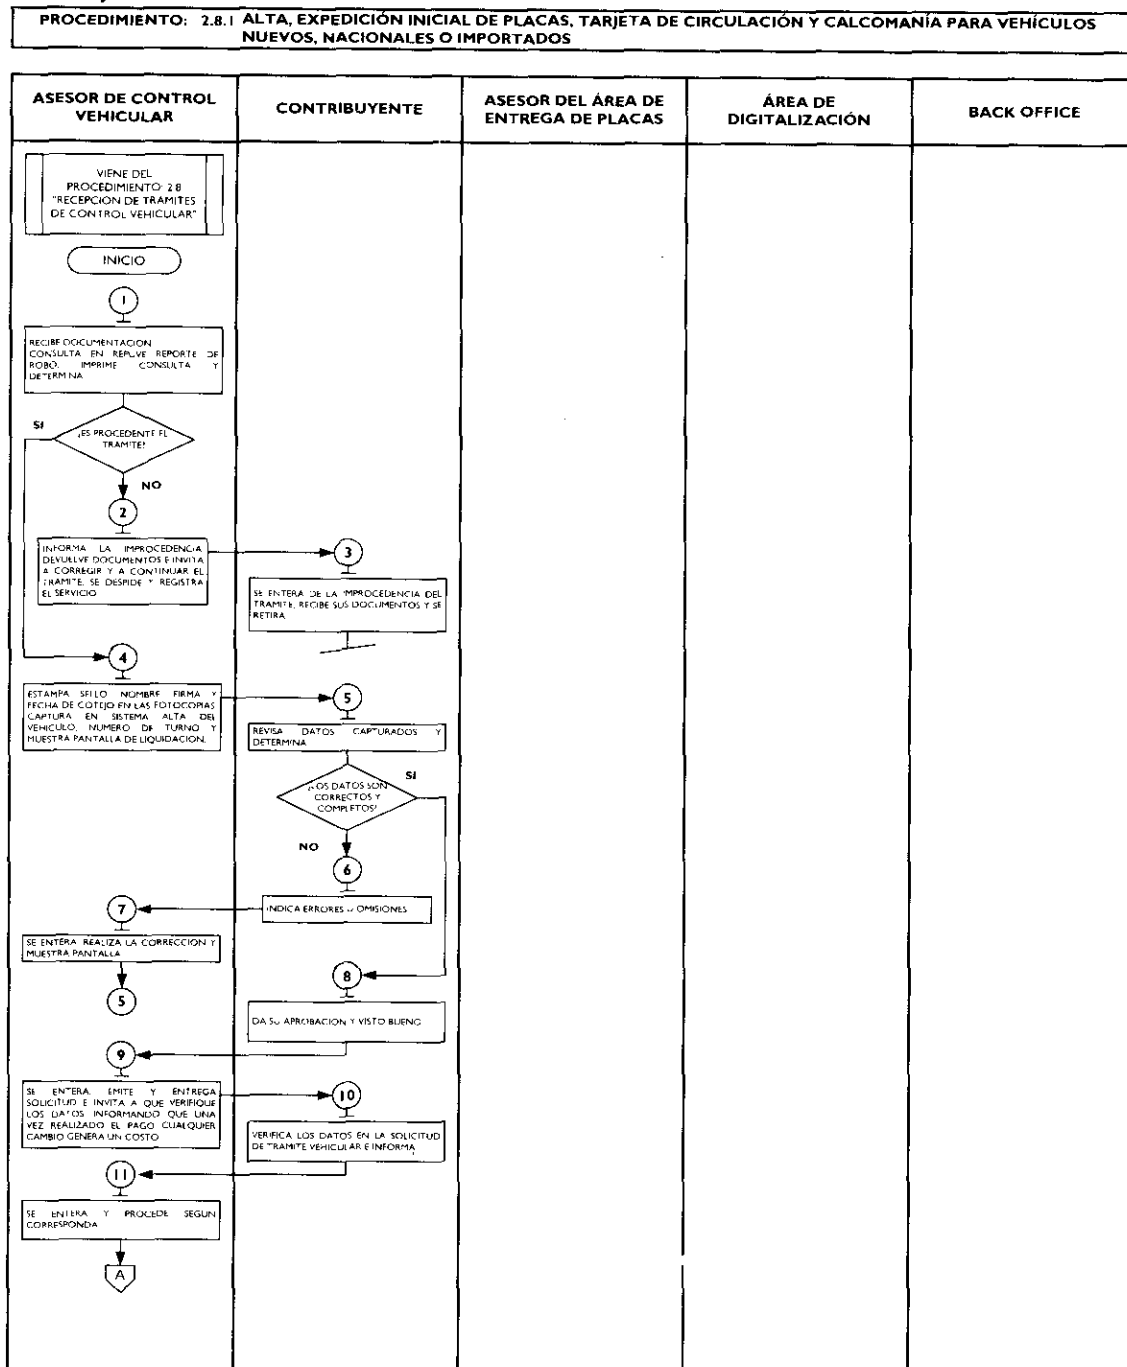 PROCEDIMIENTO: 2.8.1 ALTA, EXPEDICIÓN INICIAL DE PLACAS, TARJETA DE CIRCULACIÓN Y CALCOMANÍA PARA VEHÍCULOS
NUEVOS, NACIONALES O IMPORTADOS
ASESOR DE CONTROL
VEHICULAR
CONTRIBUYENTE
ASESOR DEL ÁREA DE
ENTREGA DE PLACAS
ÁREA DE
DIGITALIZACIÓN
BACK OFFICE
VIENE DEL
PROCEDIMIENTO 2.8
"RECEPCION DE TRAMITES
DE CONTROL VEHICULAR"
INICIO
1
RECIBE DOCUMENTACION
CONSULTA EN REPUVE REPORTE DE
ROBO, IMPRIME CONSULTA Y
DETERMINA
SI
¿ES PROCEDENTE EL
TRAMITE?
NO
2
INFORMA LA IMPROCEDENCIA
DEVUELVE DOCUMENTOS E INVITA
A CORREGIR Y A CONTINUAR EL
TRAMITE, SE DESPIDE Y REGISTRA
EL SERVICIO
3
SE ENTERA DE LA IMPROCEDENCIA DEL
TRAMITE, RECIBE SUS DOCUMENTOS Y SE
RETIRA
4
ESTAMPA SELLO NOMBRE FIRMA Y
FECHA DE COTEJO EN LAS FOTOCOPIAS
CAPTURA EN SISTEMA ALTA DEL
VEHICULO, NUMERO DE TURNO Y
MUESTRA PANTALLA DE LIQUIDACION.
5
REVISA DATOS CAPTURADOS Y
DETERMINA
¿LOS DATOS SON
CORRECTOS Y
COMPLETOS?
SI
NO
6
INDICA ERRORES U OMISIONES
7
SE ENTERA REALIZA LA CORRECCION Y
MUESTRA PANTALLA
5
8
DA SU APROBACION Y VISTO BUENO
9
SE ENTERA, EMITE Y ENTREGA
SOLICITUD E INVITA A QUE VERIFIQUE
LOS DATOS INFORMANDO QUE UNA
VEZ REALIZADO EL PAGO CUALQUIER
CAMBIO GENERA UN COSTO
10
VERIFICA LOS DATOS EN LA SOLICITUD
DE TRAMITE VEHICULAR E INFORMA
11
SE ENTERA Y PROCEDE SEGUN
CORRESPONDA
A